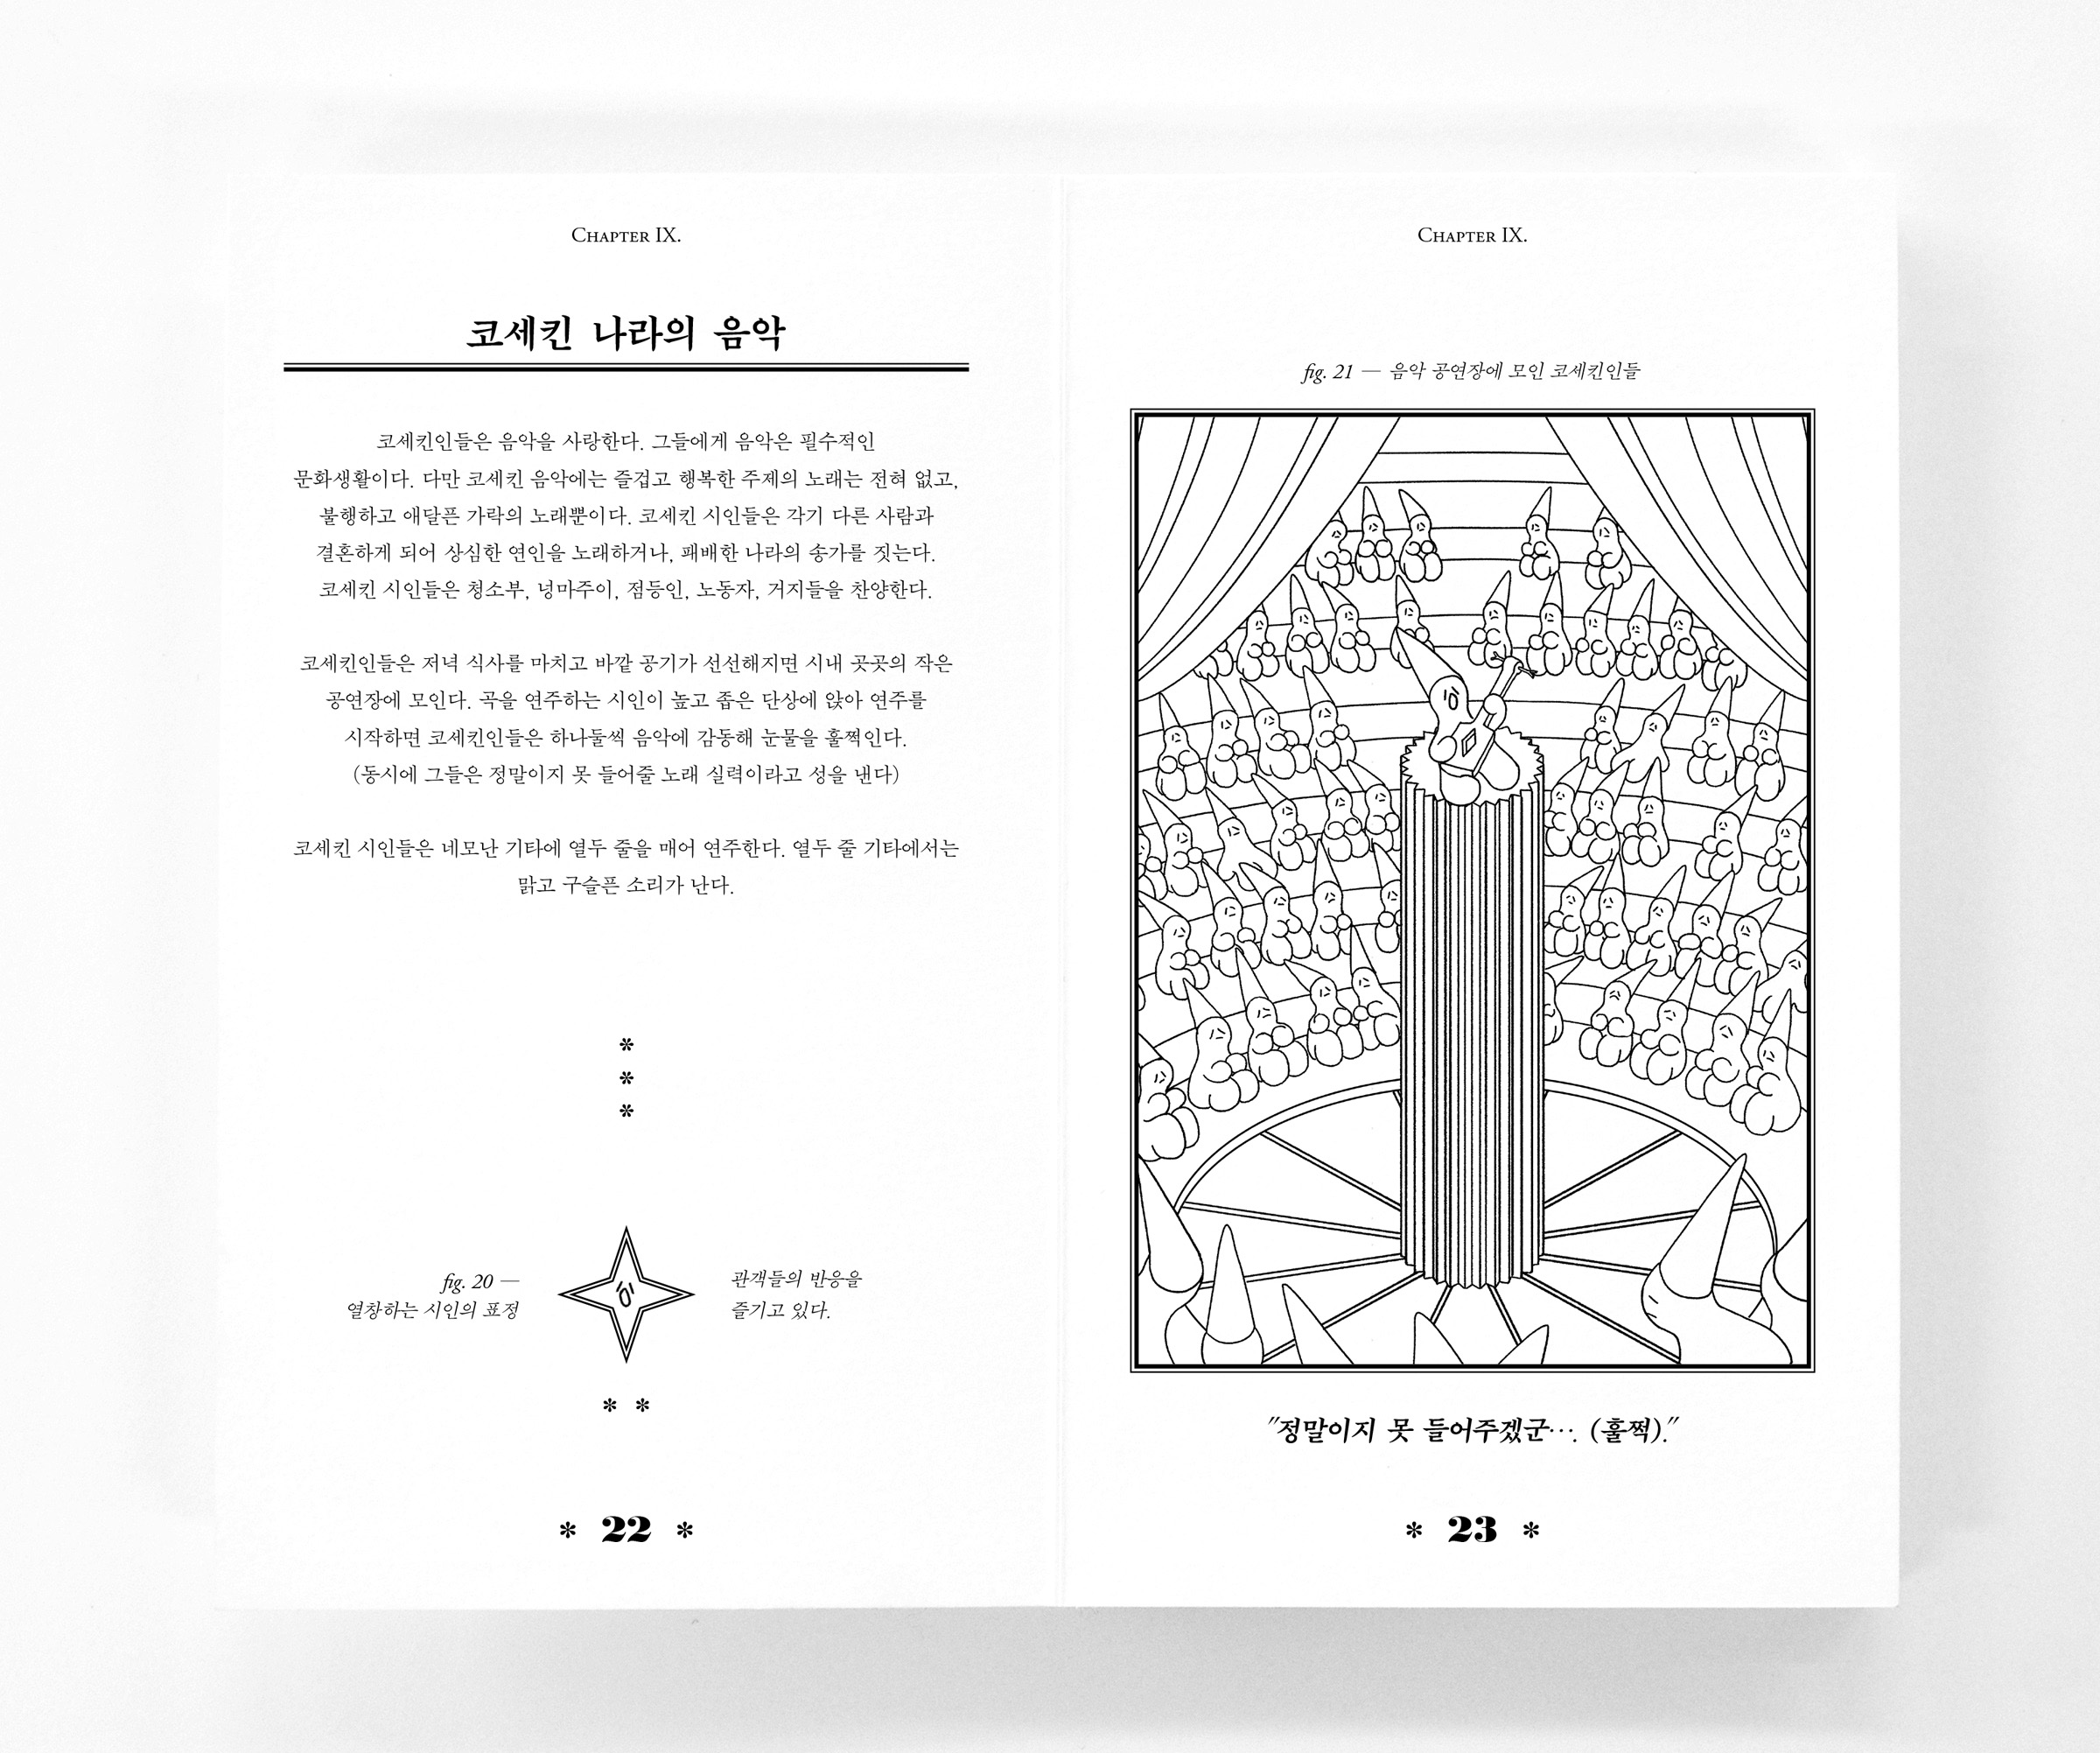 Chapter IX.
코세킨 나라의 음악
코세킨인들은 음악을 사랑한다. 그들에게 음악은 필수적인
문화생활이다. 다만 코세킨 음악에는 즐겁고 행복한 주제의 노래는 전혀 없고,
불행하고 애달픈 가락의 노래뿐이다. 코세킨 시인들은 각기 다른 사람과
결혼하게 되어 상심한 연인을 노래하거나, 패배한 나라의 송가를 짓는다.
코세킨 시인들은 청소부, 넝마주이, 점등인, 노동자, 거지들을 찬양한다.
코세킨인들은 저녁 식사를 마치고 바깥 공기가 선선해지면 시내 곳곳의 작은
공연장에 모인다. 곡을 연주하는 시인이 높고 좁은 단상에 앉아 연주를
시작하면 코세킨인들은 하나둘씩 음악에 감동해 눈물을 훌쩍인다.
(동시에 그들은 정말이지 못 들어줄 노래 실력이라고 성을 낸다)
코세킨 시인들은 네모난 기타에 열두 줄을 매어 연주한다. 열두 줄 기타에서는
맑고 구슬픈 소리가 난다.
*
*
*
fig. 20 —
열창하는 시인의 표정
관객들의 반응을
즐기고 있다.
* *
* 22 *
Chapter IX.
fig. 21 — 음악 공연장에 모인 코세킨인들
"정말이지 못 들어주겠군…. (훌쩍)."
* 23 *